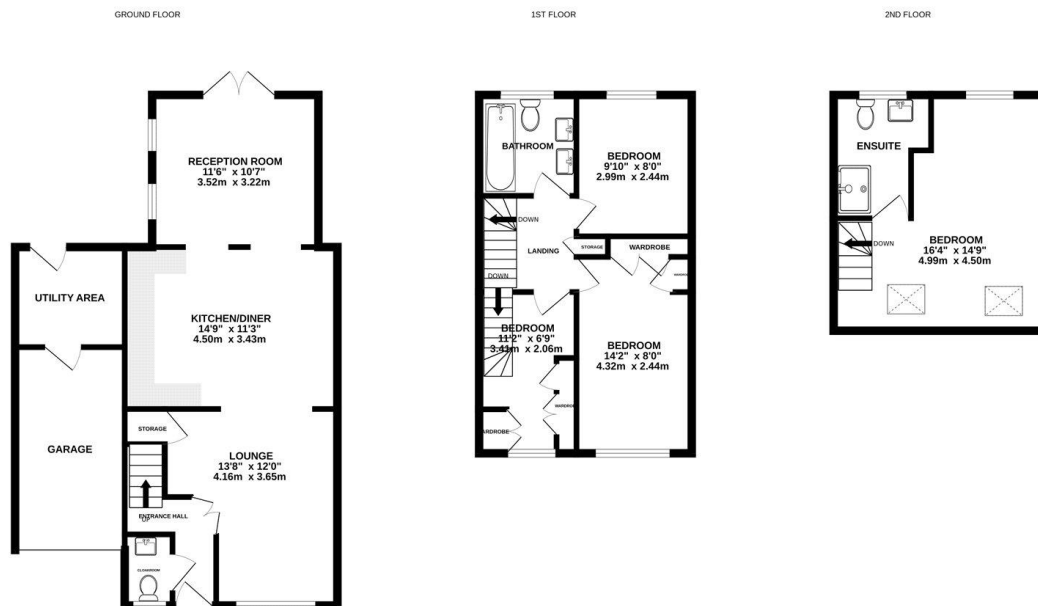 GROUND FLOOR
RECEPTION ROOM
11'6" x 10'7"
3.52m x 3.22m
UTILITY AREA
KITCHEN/DINER
14'9" x 11'3"
4.50m x 3.43m
STORAGE
GARAGE
LOUNGE
13'8" x 12'0"
4.16m x 3.65m
ENTRANCE HALL
UP
CLOAKROOM
1ST FLOOR
BATHROOM
BEDROOM
9'10" x 8'0"
2.99m x 2.44m
DOWN
LANDING
STORAGE
WARDROBE
DOWN
BEDROOM
11'2" x 6'9"
3.41m x 2.06m
BEDROOM
14'2" x 8'0"
4.32m x 2.44m
2ND FLOOR
ENSUITE
DOWN
BEDROOM
16'4" x 14'9"
4.99m x 4.50m